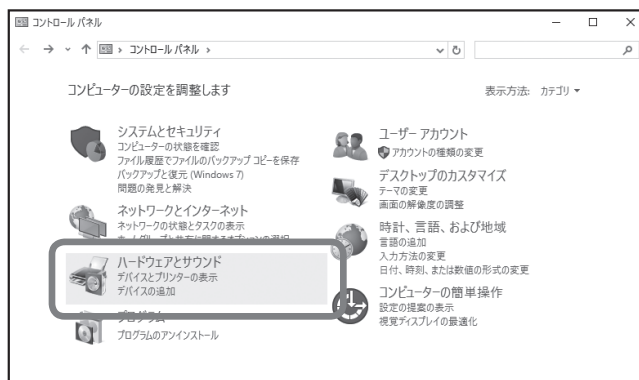 コントロール パネル
コントロール パネル
コンピューターの設定を調整します
表示方法: カテゴリ
システムとセキュリティ
コンピューターの状態を確認
ファイル履歴でファイルのバックアップ コピーを保存
バックアップと復元 (Windows 7)
問題の発見と解決
ネットワークとインターネット
ネットワークの状態とタスクの表示
ハードウェアとサウンド
デバイスとプリンターの表示
デバイスの追加
プログラム
プログラムのアンインストール
ユーザー アカウント
アカウントの種類の変更
デスクトップのカスタマイズ
テーマの変更
画面の解像度の調整
時計、言語、および地域
言語の追加
入力方法の変更
日付、時刻、または数値の形式の変更
コンピューターの簡単操作
設定の提案の表示
視覚ディスプレイの最適化